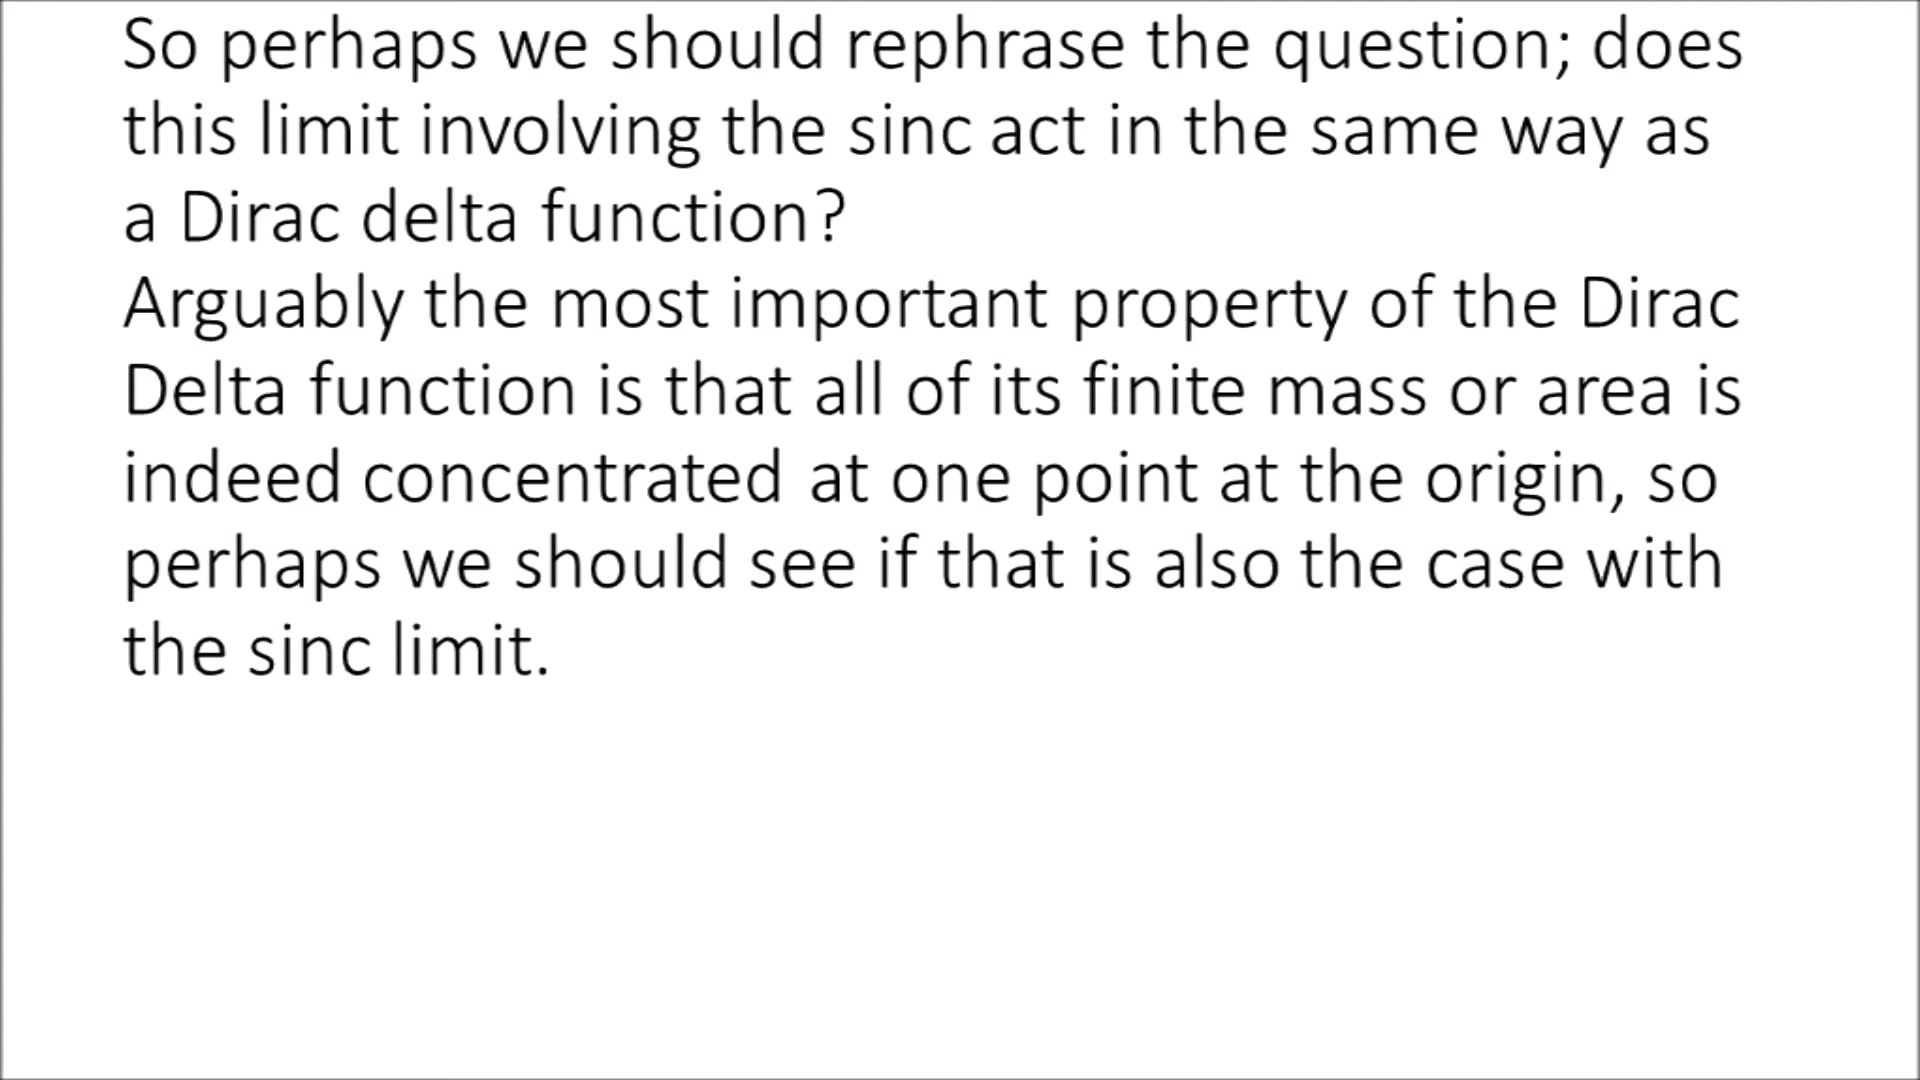 So perhaps we should rephrase the question; does
this limit involving the sinc act in the same way as
a Dirac delta function?
Arguably the most important property of the Dirac
Delta function is that all of its finite mass or area is
indeed concentrated at one point at the origin, so
perhaps we should see if that is also the case with
the sinc limit.